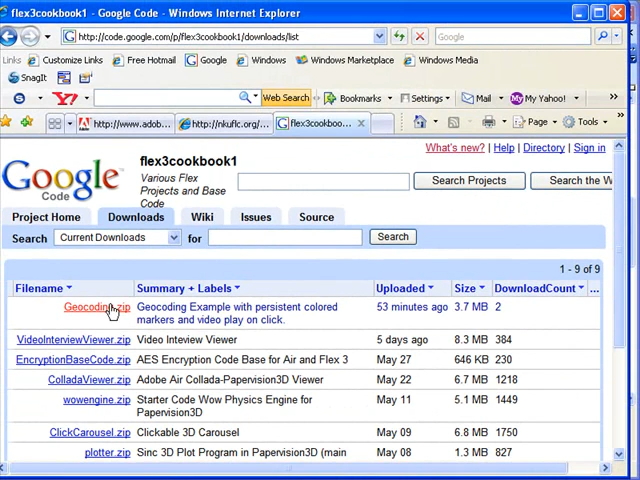 flex3cookbook1 - Google Code - Windows Internet Explorer
http://code.google.com/p/flex3cookbook1/downloads/list
Google
Links
Customize Links
Free Hotmail
Google
Windows
Windows Marketplace
Windows Media
SnagIt
Web Search
Bookmarks
Settings
Mail
My Yahoo!
http://www.adob...
http://nkuflc.org/...
flex3cookboo...
Page
Tools
What's new? | Help | Directory | Sign in
Google
Code
flex3cookbook1
Various Flex
Projects and Base
Code
Search Projects
Search the W
Project Home
Downloads
Wiki
Issues
Source
Search
Current Downloads
for
Search
1 - 9 of 9
Filename
Summary + Labels
Uploaded
Size
DownloadCount
...
Geocoding.zip Geocoding Example with persistent colored 53 minutes ago 3.7 MB 2
markers and video play on click.
VideoInterviewViewer.zip Video Inteview Viewer 5 days ago 8.3 MB 384
EncryptionBaseCode.zip AES Encryption Code Base for Air and Flex 3 May 27 646 KB 230
ColladaViewer.zip Adobe Air Collada-Papervision3D Viewer May 22 6.7 MB 1218
wowengine.zip Starter Code Wow Physics Engine for May 11 5.1 MB 1449
Papervision3D
ClickCarousel.zip Clickable 3D Carousel May 09 6.8 MB 1750
plotter.zip Sinc 3D Plot Program in Papervision3D (main May 08 1.3 MB 827